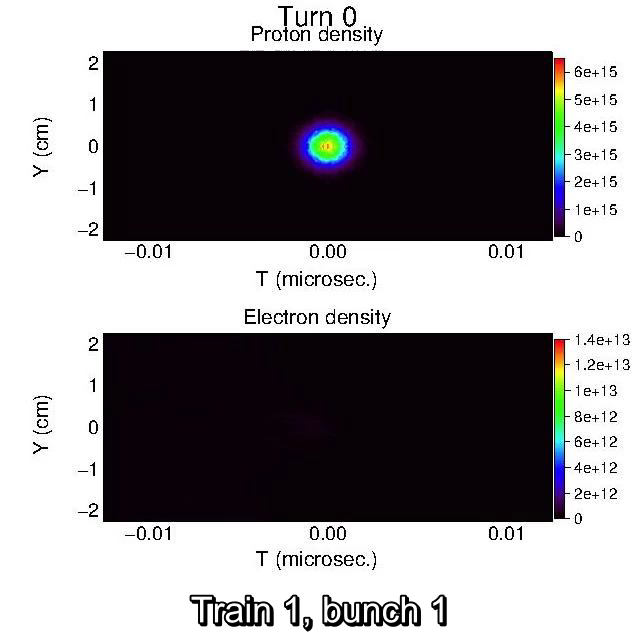 Turn 0
Proton density
2
1
0
−1
−2
Y (cm)
−0.01
0.00
0.01
T (microsec.)
6e+15
5e+15
4e+15
3e+15
2e+15
1e+15
0
Electron density
2
1
0
−1
−2
Y (cm)
−0.01
0.00
0.01
T (microsec.)
1.4e+13
1.2e+13
1e+13
8e+12
6e+12
4e+12
2e+12
0
Train 1, bunch 1